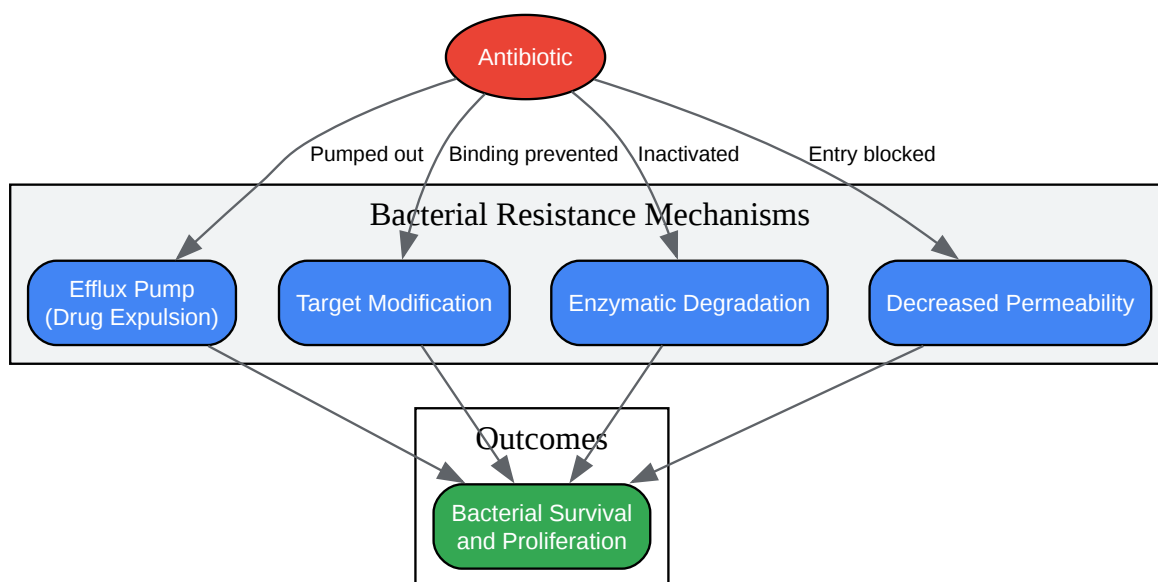 Antibiotic
Pumped out
Binding prevented
Inactivated
Entry blocked
Bacterial Resistance Mechanisms
Efflux Pump
(Drug Expulsion)
Target Modification
Enzymatic Degradation
Decreased Permeability
Outcomes
Bacterial Survival
and Proliferation